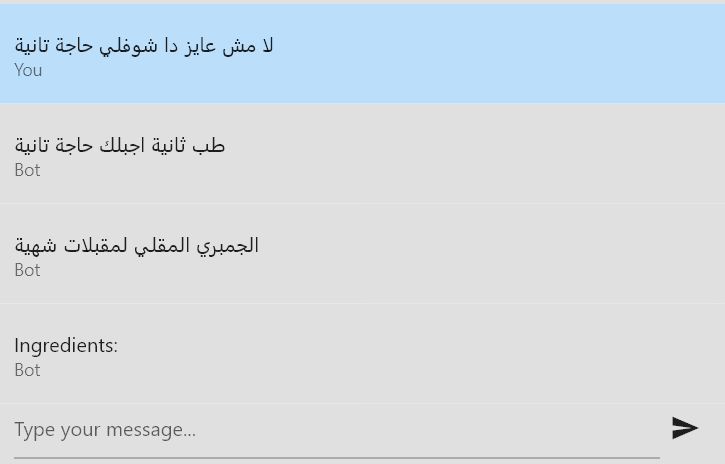 لا مش عايز دا شوفلي حاجة تانية
You
طب ثانية اجبلك حاجة تانية
Bot
الجمبري المقلي لمقبلات شهية
Bot
Ingredients:
Bot
Type your message...